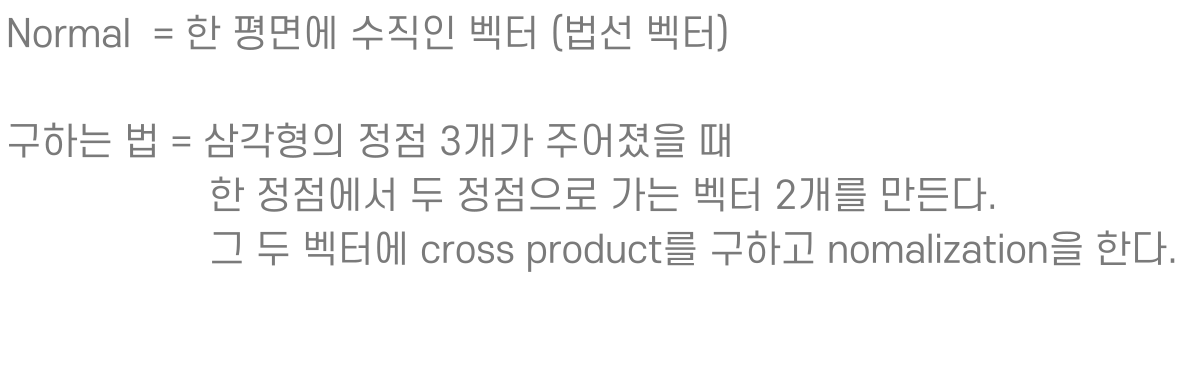 Normal = 한 평면에 수직인 벡터 (법선 벡터)
구하는 법 = 삼각형의 정점 3개가 주어졌을 때
한 정점에서 두 정점으로 가는 벡터 2개를 만든다.
그 두 벡터에 cross product를 구하고 nomalization을 한다.